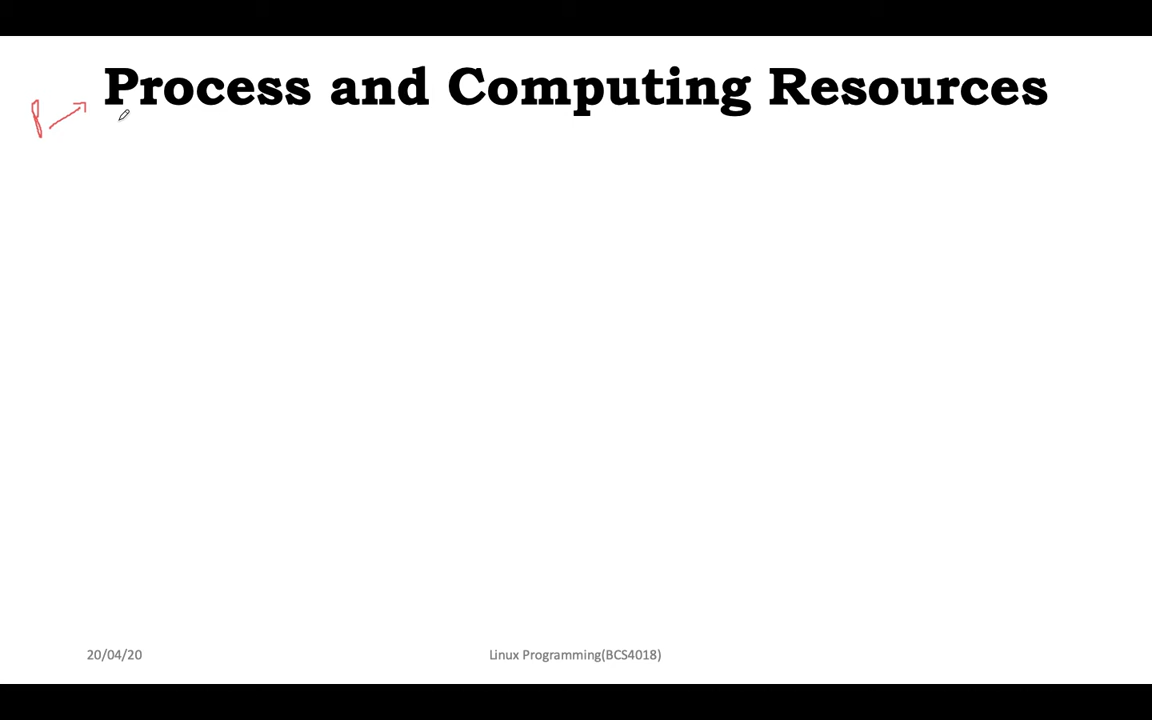 Process and Computing Resources
P
20/04/20
Linux Programming(BCS4018)